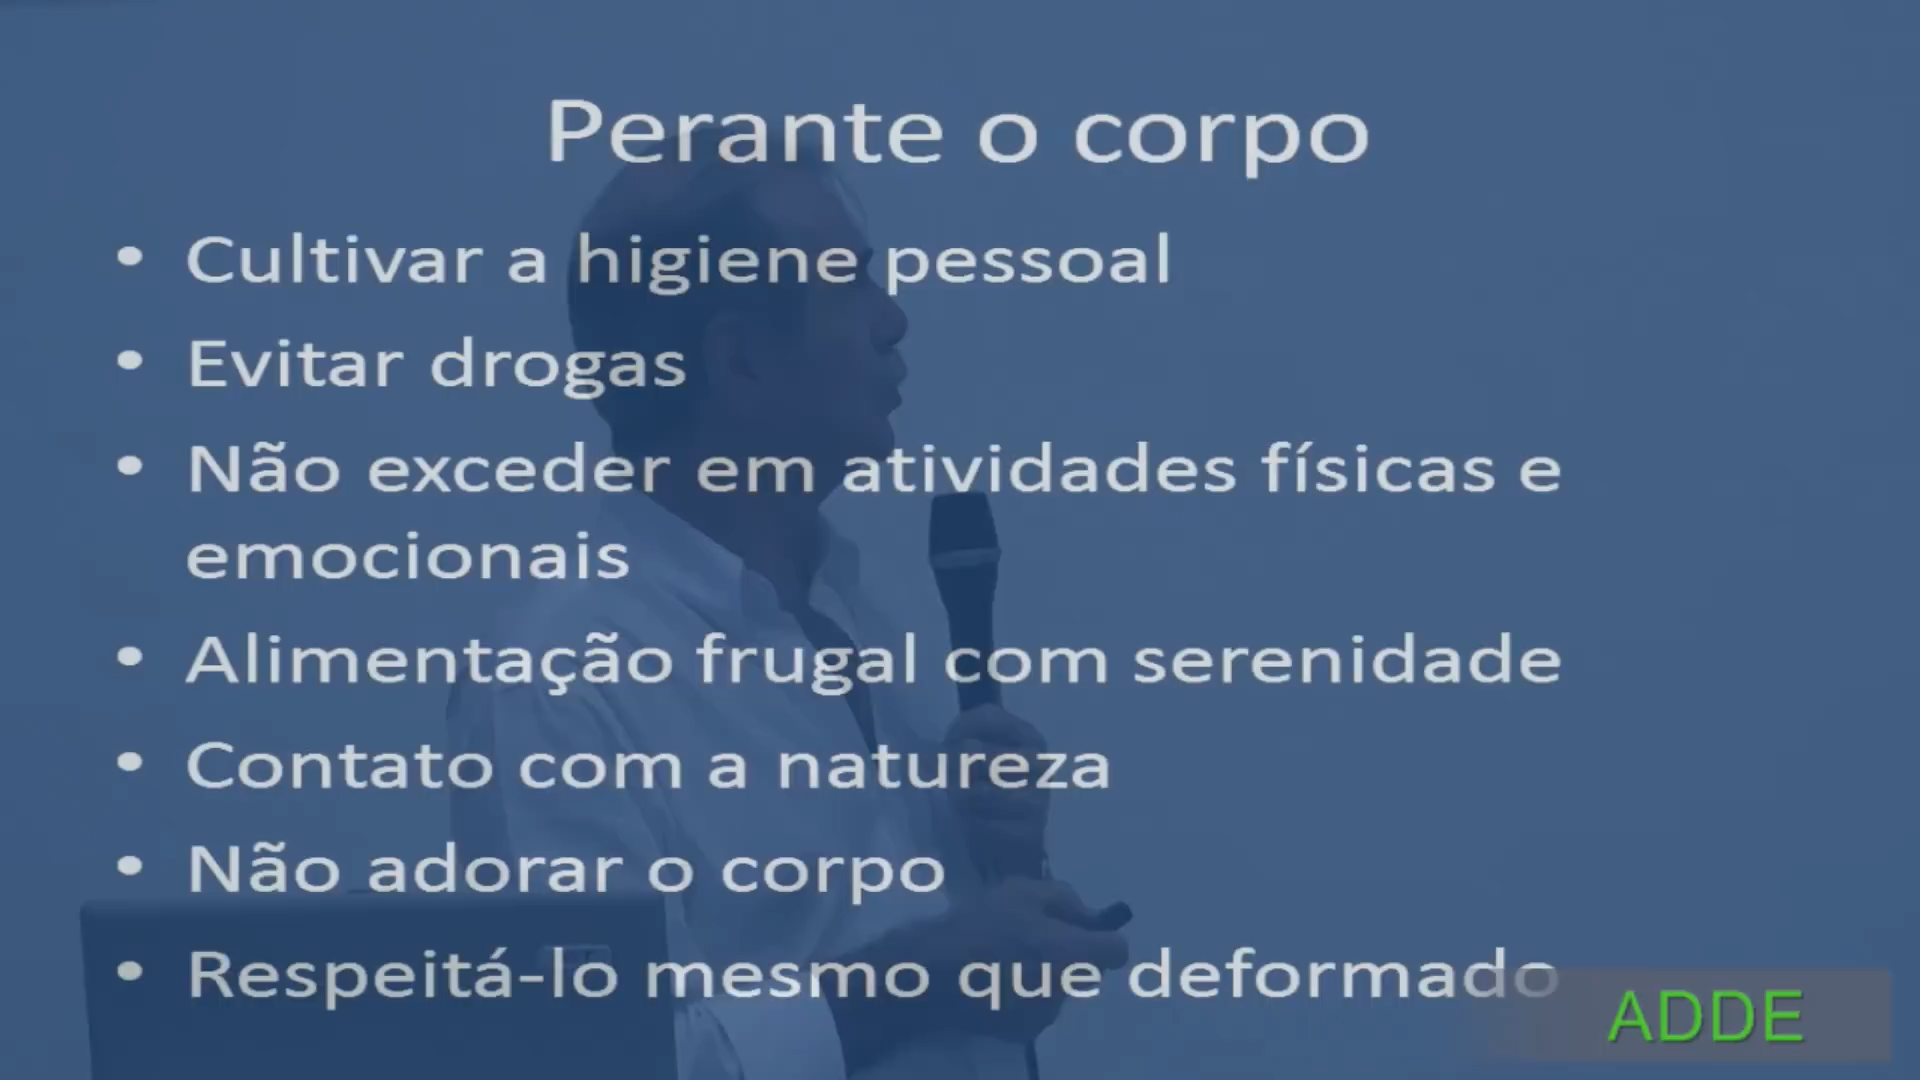 Perante o corpo
• Cultivar a higiene pessoal
• Evitar drogas
• Não exceder em atividades físicas e
emocionais
• Alimentação frugal com serenidade
• Contato com a natureza
• Não adorar o corpo
• Respeitá-lo mesmo que deformado
ADDE